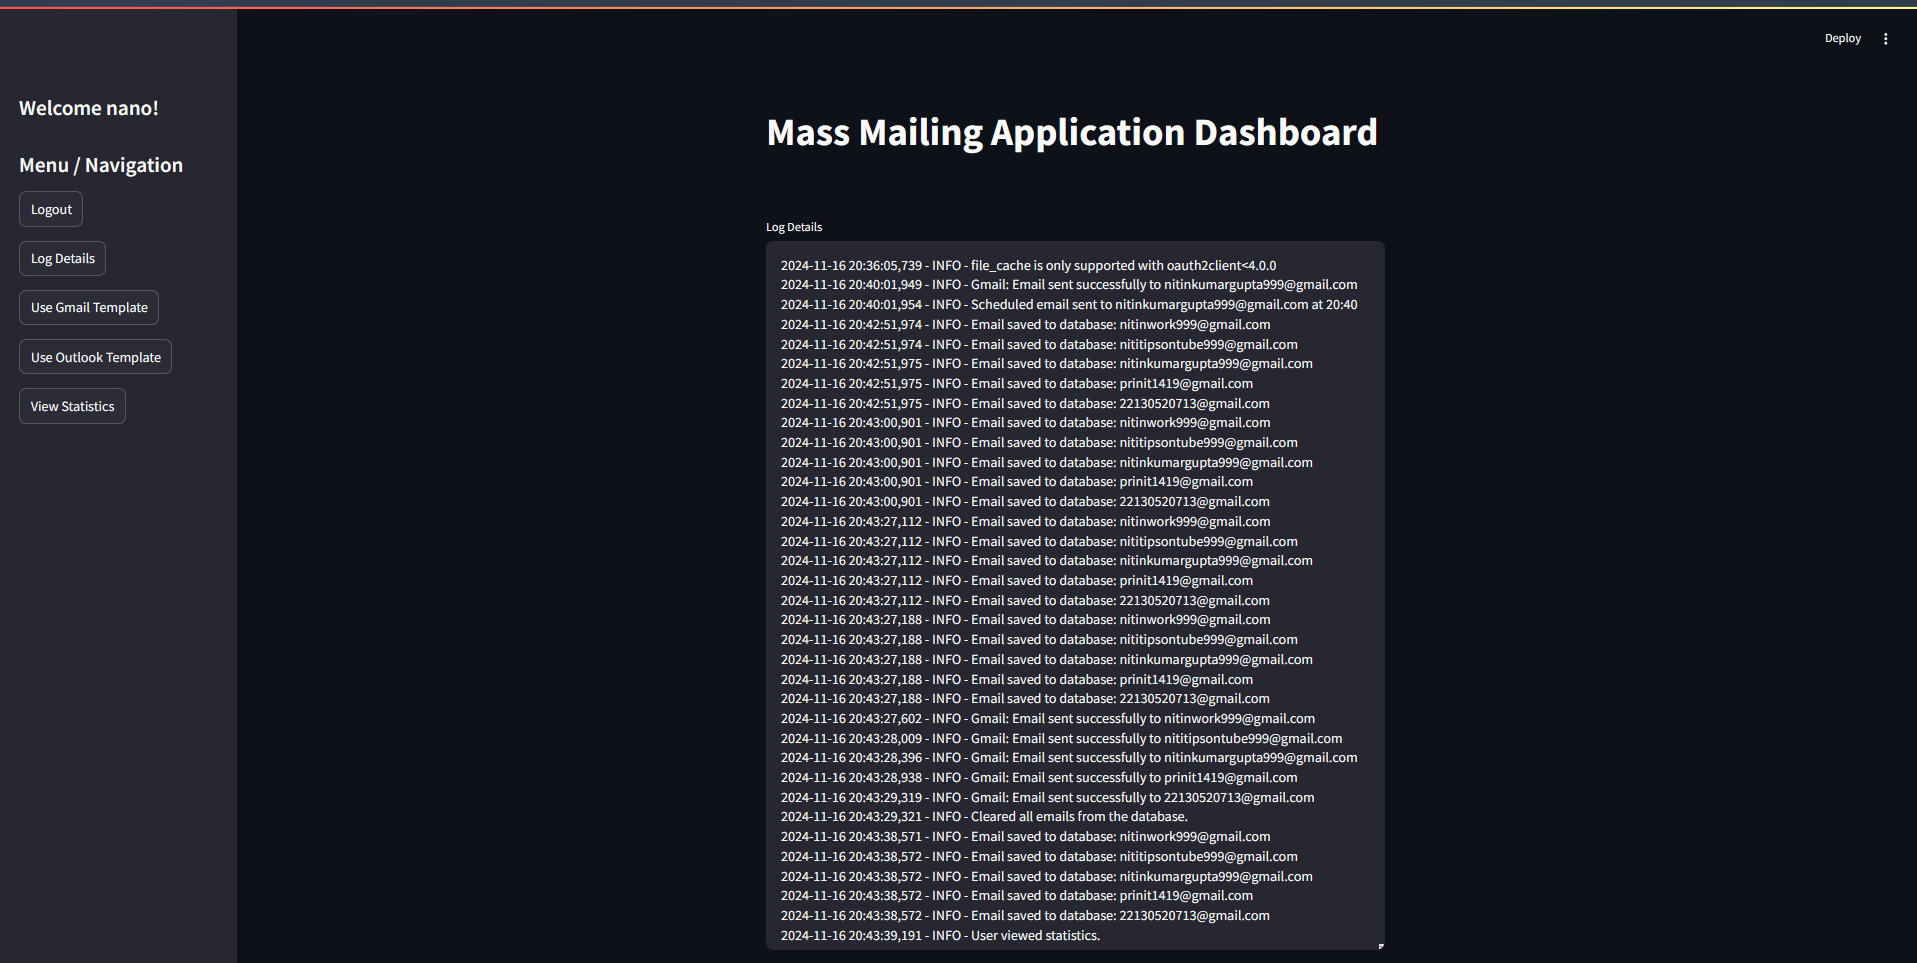 Deploy
Welcome nano!
Menu / Navigation
Logout
Log Details
Use Gmail Template
Use Outlook Template
View Statistics
Mass Mailing Application Dashboard
Log Details
2024-11-16 20:36:05,739 - INFO - file_cache is only supported with oauth2client<4.0.0
2024-11-16 20:40:01,949 - INFO - Gmail: Email sent successfully to nitinkumargupta999@gmail.com
2024-11-16 20:40:01,954 - INFO - Scheduled email sent to nitinkumargupta999@gmail.com at 20:40
2024-11-16 20:42:51,974 - INFO - Email saved to database: nitinwork999@gmail.com
2024-11-16 20:42:51,974 - INFO - Email saved to database: nititipsontube999@gmail.com
2024-11-16 20:42:51,975 - INFO - Email saved to database: nitinkumargupta999@gmail.com
2024-11-16 20:42:51,975 - INFO - Email saved to database: prinit1419@gmail.com
2024-11-16 20:42:51,975 - INFO - Email saved to database: 22130520713@gmail.com
2024-11-16 20:43:00,901 - INFO - Email saved to database: nitinwork999@gmail.com
2024-11-16 20:43:00,901 - INFO - Email saved to database: nititipsontube999@gmail.com
2024-11-16 20:43:00,901 - INFO - Email saved to database: nitinkumargupta999@gmail.com
2024-11-16 20:43:00,901 - INFO - Email saved to database: prinit1419@gmail.com
2024-11-16 20:43:00,901 - INFO - Email saved to database: 22130520713@gmail.com
2024-11-16 20:43:27,112 - INFO - Email saved to database: nitinwork999@gmail.com
2024-11-16 20:43:27,112 - INFO - Email saved to database: nititipsontube999@gmail.com
2024-11-16 20:43:27,112 - INFO - Email saved to database: nitinkumargupta999@gmail.com
2024-11-16 20:43:27,112 - INFO - Email saved to database: prinit1419@gmail.com
2024-11-16 20:43:27,112 - INFO - Email saved to database: 22130520713@gmail.com
2024-11-16 20:43:27,188 - INFO - Email saved to database: nitinwork999@gmail.com
2024-11-16 20:43:27,188 - INFO - Email saved to database: nititipsontube999@gmail.com
2024-11-16 20:43:27,188 - INFO - Email saved to database: nitinkumargupta999@gmail.com
2024-11-16 20:43:27,188 - INFO - Email saved to database: prinit1419@gmail.com
2024-11-16 20:43:27,188 - INFO - Email saved to database: 22130520713@gmail.com
2024-11-16 20:43:27,602 - INFO - Gmail: Email sent successfully to nitinwork999@gmail.com
2024-11-16 20:43:28,009 - INFO - Gmail: Email sent successfully to nititipsontube999@gmail.com
2024-11-16 20:43:28,396 - INFO - Gmail: Email sent successfully to nitinkumargupta999@gmail.com
2024-11-16 20:43:28,938 - INFO - Gmail: Email sent successfully to prinit1419@gmail.com
2024-11-16 20:43:29,319 - INFO - Gmail: Email sent successfully to 22130520713@gmail.com
2024-11-16 20:43:29,321 - INFO - Cleared all emails from the database.
2024-11-16 20:43:38,571 - INFO - Email saved to database: nitinwork999@gmail.com
2024-11-16 20:43:38,572 - INFO - Email saved to database: nititipsontube999@gmail.com
2024-11-16 20:43:38,572 - INFO - Email saved to database: nitinkumargupta999@gmail.com
2024-11-16 20:43:38,572 - INFO - Email saved to database: prinit1419@gmail.com
2024-11-16 20:43:38,572 - INFO - Email saved to database: 22130520713@gmail.com
2024-11-16 20:43:39,191 - INFO - User viewed statistics.